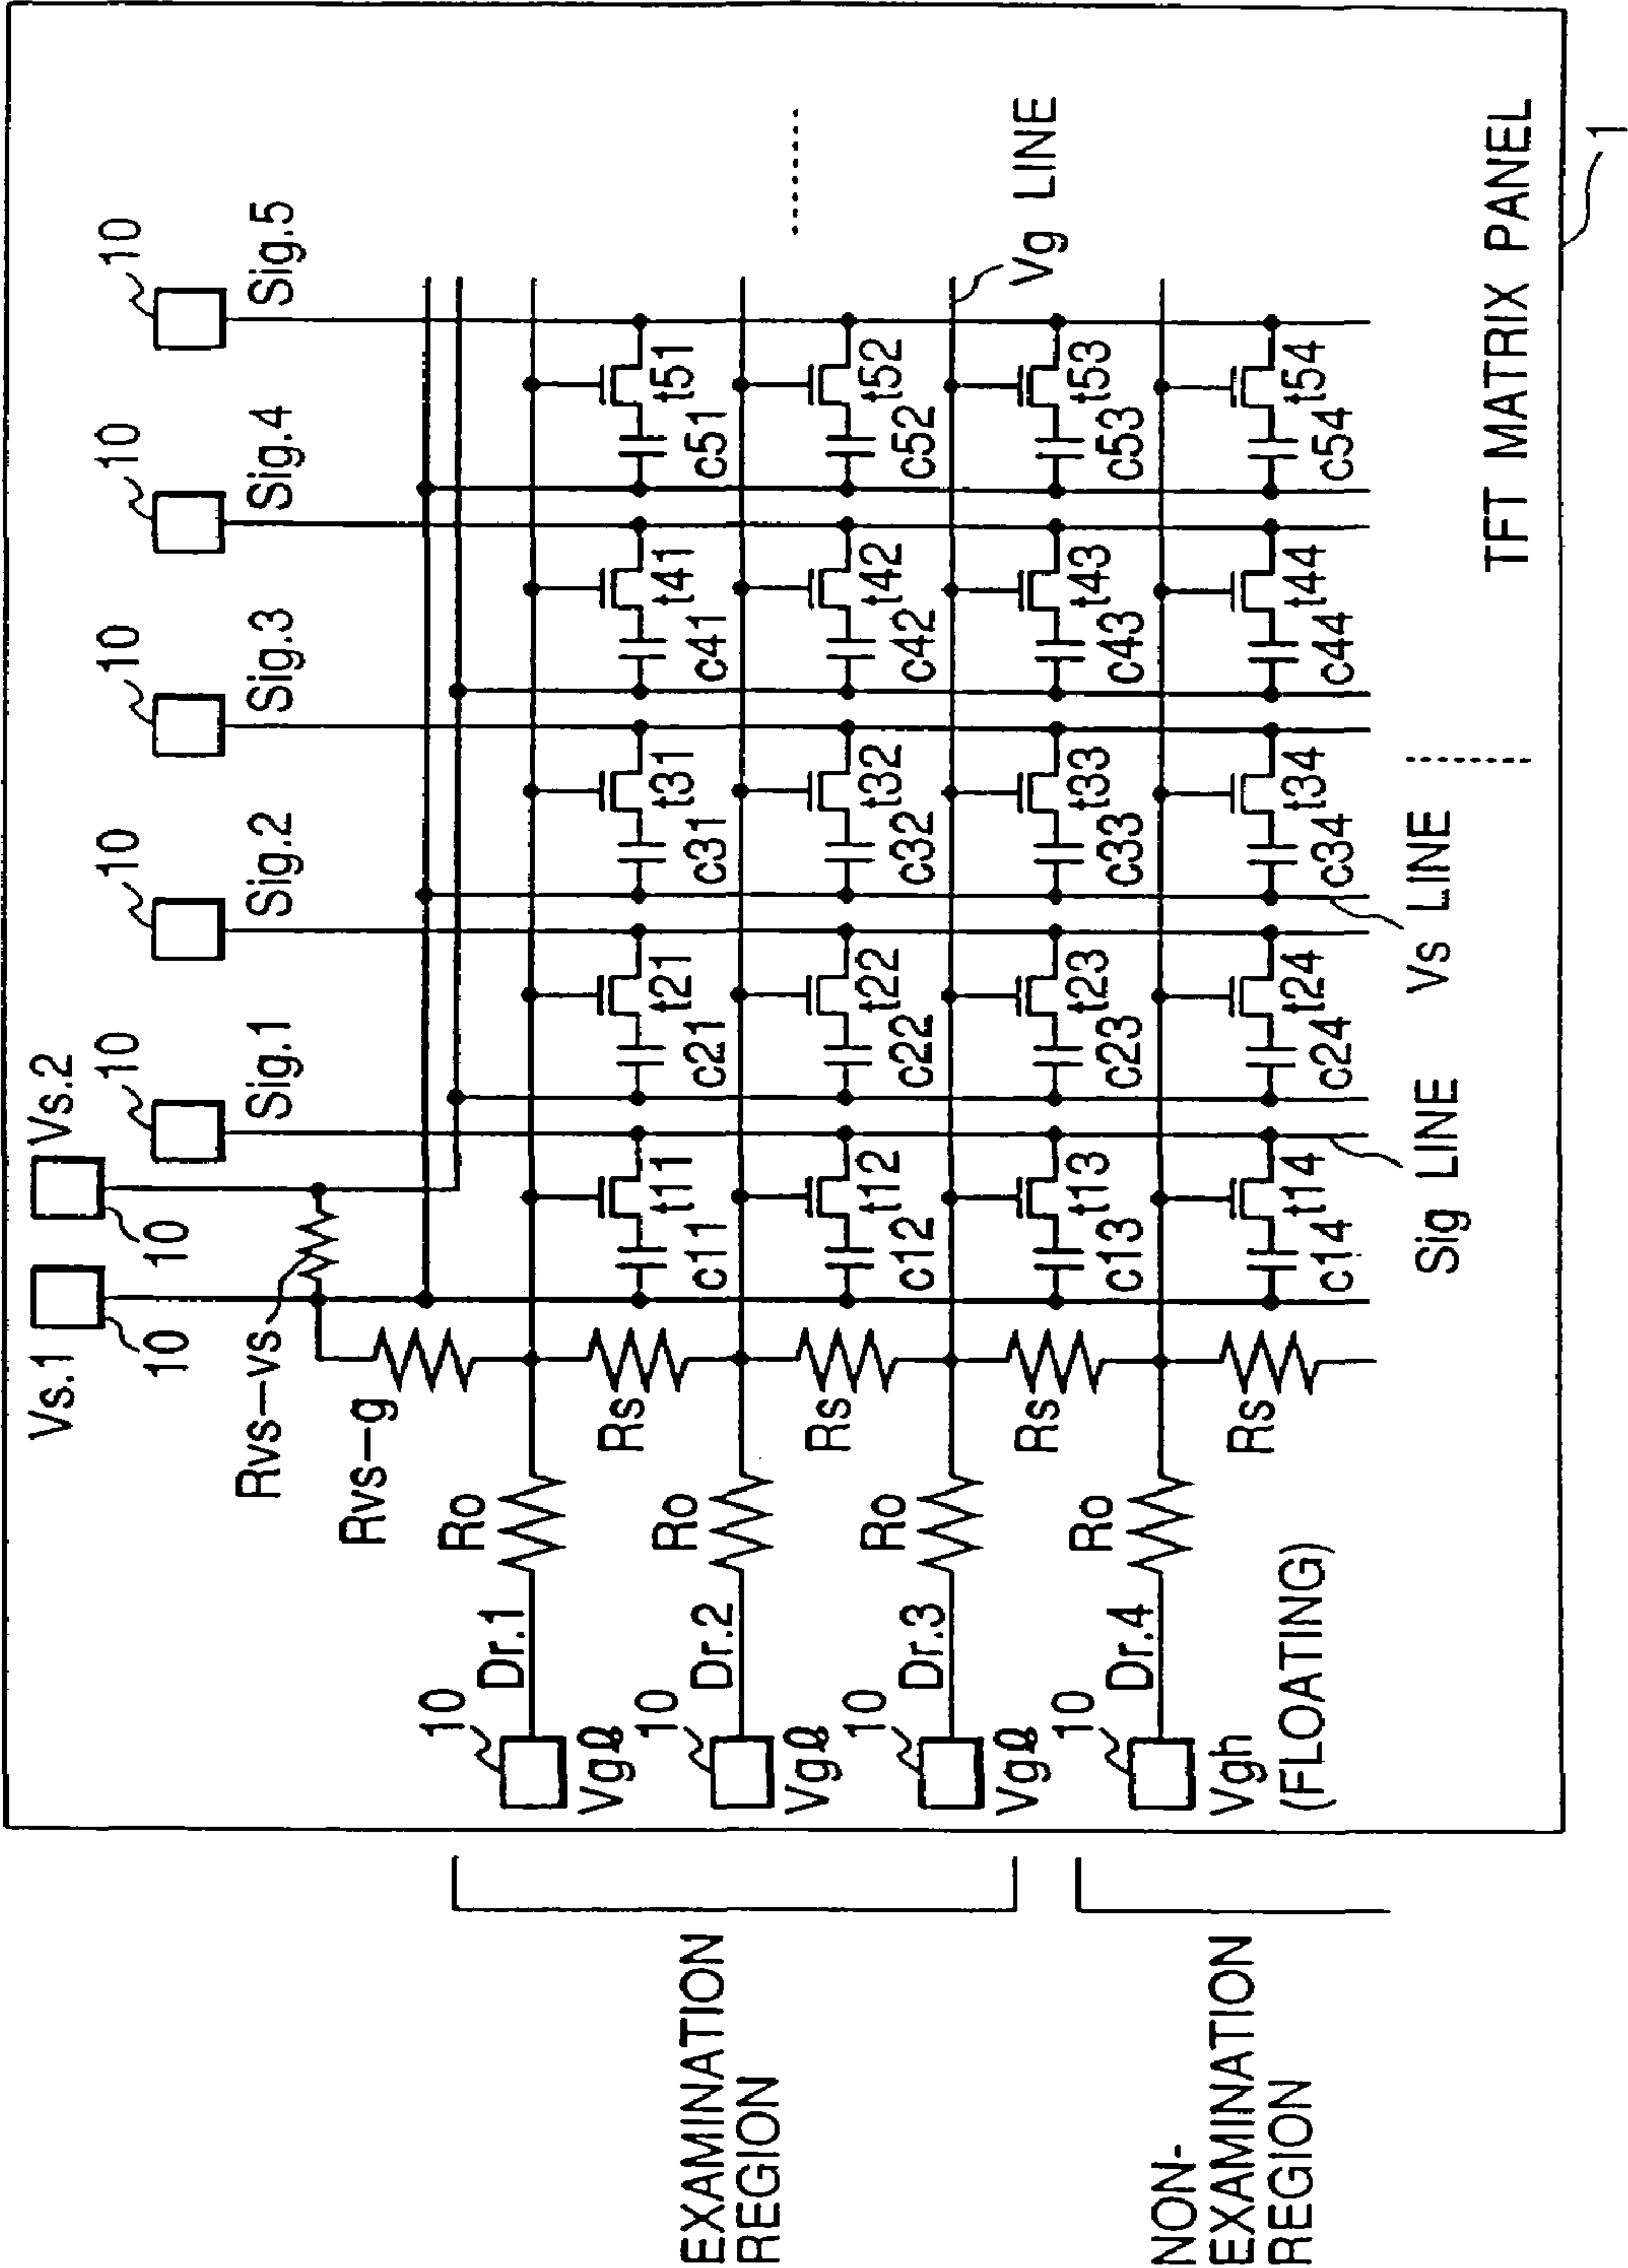 Vs.1 Vs.2
10 10 10 10 10
10 10
Rvs-vs Sig.1 Sig.2 Sig.3 Sig.4 Sig.5
Rvs-g
10 Ro
Dr.1
Vgℓ Rs
t11 t21 t31 t41 t51
c11 c21 c31 c41 c51
10 Ro
Dr.2
EXAMINATION
REGION
Vgℓ Rs
t12 t22 t32 t42 t52
c12 c22 c32 c42 c52
10 Ro
Dr.3
Vgℓ Rs
Vg LINE
t13 t23 t33 t43 t53
c13 c23 c33 c43 c53
10 Ro
Dr.4
NON-
EXAMINATION
REGION
Vgh Rs
(FLOATING)
t14 t24 t34 t44 t54
c14 c24 c34 c44 c54
Sig LINE Vs LINE
TFT MATRIX PANEL
1